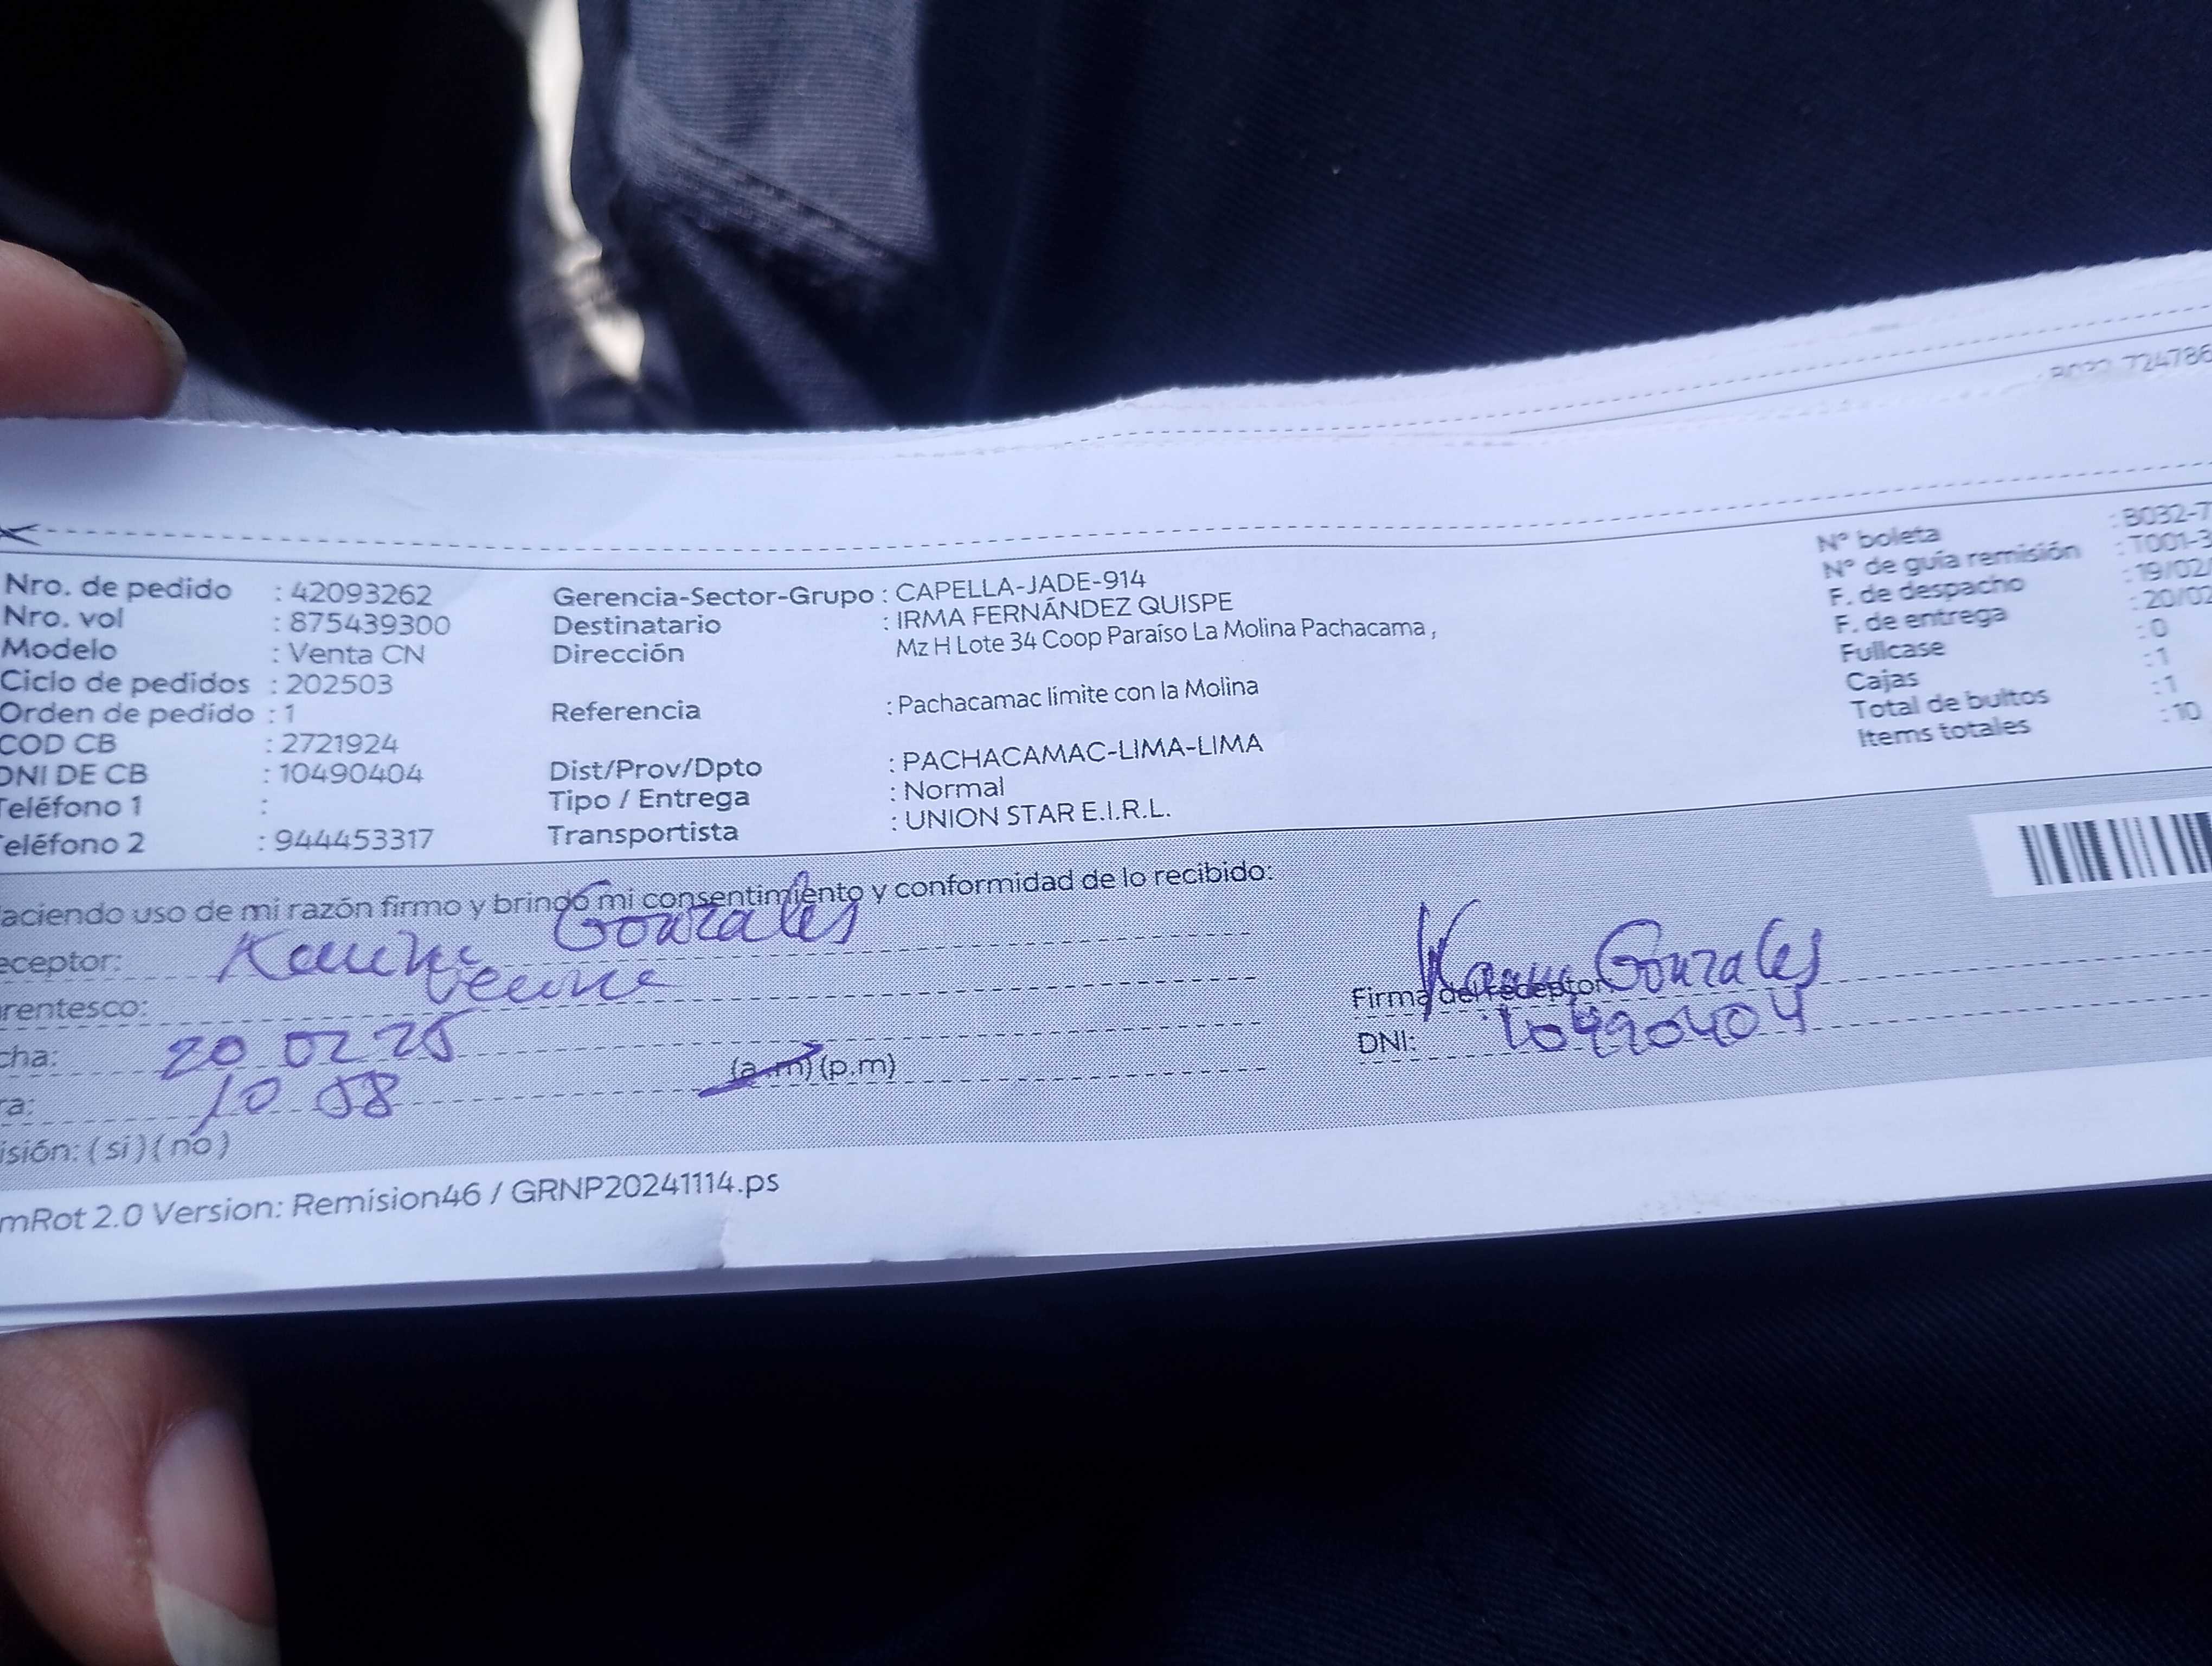 724786
Nro. de pedido : 42093262
Nro. vol : 875439300
Modelo : Venta CN
Ciclo de pedidos : 202503
Orden de pedido : 1
COD CB : 2721924
DNI DE CB : 10490404
Teléfono 1 :
eléfono 2 : 944453317
Gerencia-Sector-Grupo : CAPELLA-JADE-914
Destinatario : IRMA FERNÁNDEZ QUISPE
Dirección Mz H Lote 34 Coop Paraíso La Molina Pachacama ,
Referencia : Pachacamac limite con la Molina
Dist/Prov/Dpto : PACHACAMAC-LIMA-LIMA
Tipo / Entrega : Normal
Transportista : UNION STAR E.I.R.L.
N° boleta : B032-7
N° de guía remisión : T001-3
F. de despacho : 19/02/
F. de entrega : 20/02
Fullcase : 0
Cajas : 1
Total de bultos : 1
Items totales : 10
aciendo uso de mi razón firmo y brindo mi consentimiento y conformidad de lo recibido:
eceptor: Gonzales
rentesco:
cha: 20 02 25
ra: 10 58 (a.m) (p.m)
isión: ( si ) ( no )
Firma del receptor Gonzales
DNI: 10490404
mRot 2.0 Version: Remision46 / GRNP20241114.ps